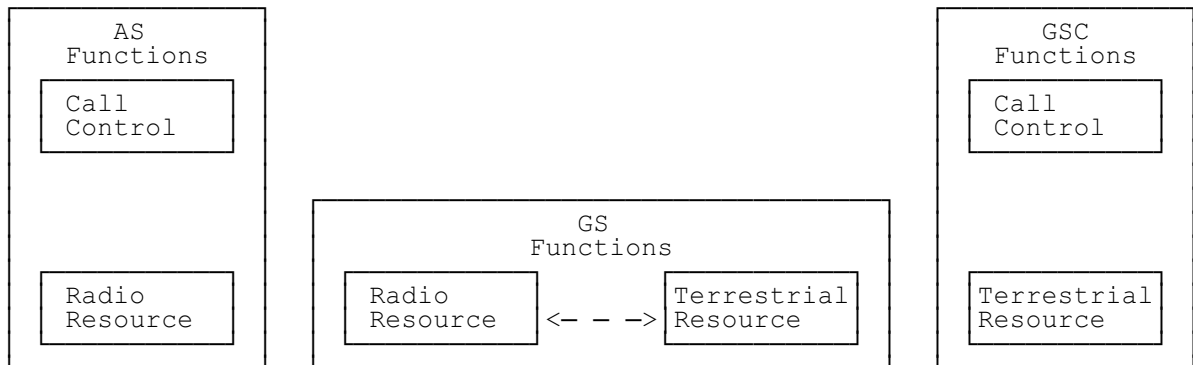 AS
Functions
Call
Control
Radio
Resource
GS
Functions
Radio
Resource
<— — —>
Terrestrial
Resource
GSC
Functions
Call
Control
Terrestrial
Resource